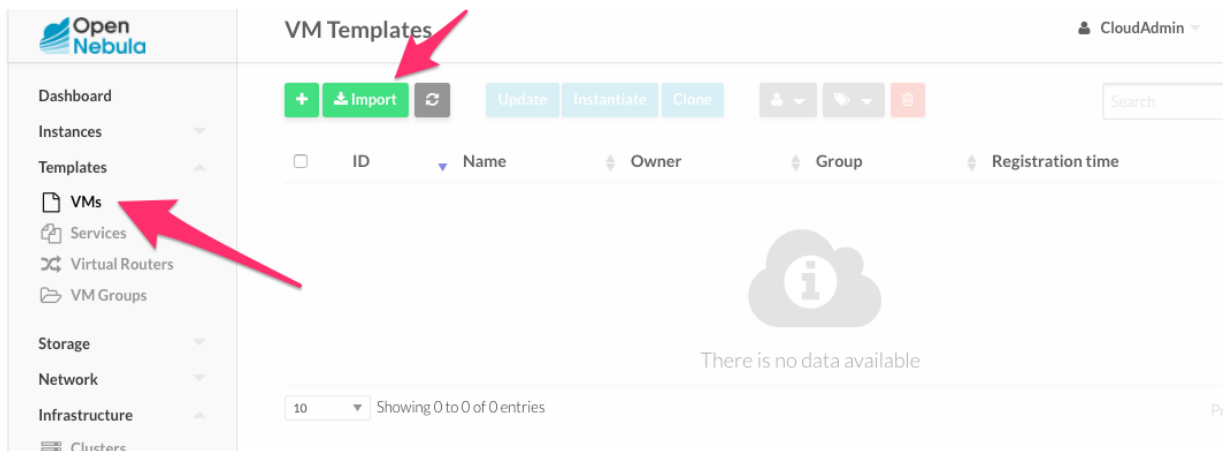 Open
Nebula
VM Templates
CloudAdmin
Dashboard
Instances
Templates
VMs
Services
Virtual Routers
VM Groups
Storage
Network
Infrastructure
Clusters
+ Import Update Instantiate Clone Search
ID Name Owner Group Registration time
There is no data available
10 Showing 0 to 0 of 0 entries